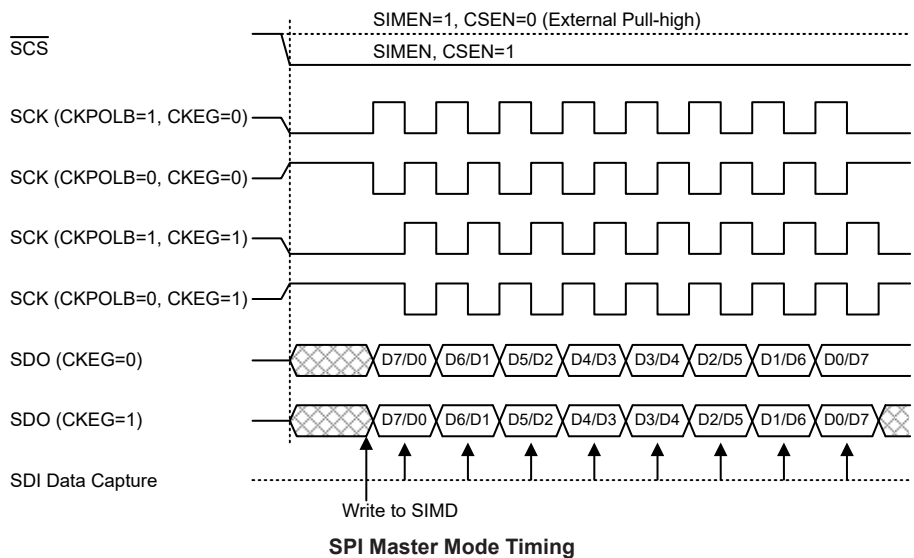 SIMEN=1, CSEN=0 (External Pull-high)
SCS
SIMEN, CSEN=1
SCK (CKPOLB=1, CKEG=0)
SCK (CKPOLB=0, CKEG=0)
SCK (CKPOLB=1, CKEG=1)
SCK (CKPOLB=0, CKEG=1)
SDO (CKEG=0) D7/D0 D6/D1 D5/D2 D4/D3 D3/D4 D2/D5 D1/D6 D0/D7
SDO (CKEG=1) D7/D0 D6/D1 D5/D2 D4/D3 D3/D4 D2/D5 D1/D6 D0/D7
SDI Data Capture
Write to SIMD
SPI Master Mode Timing